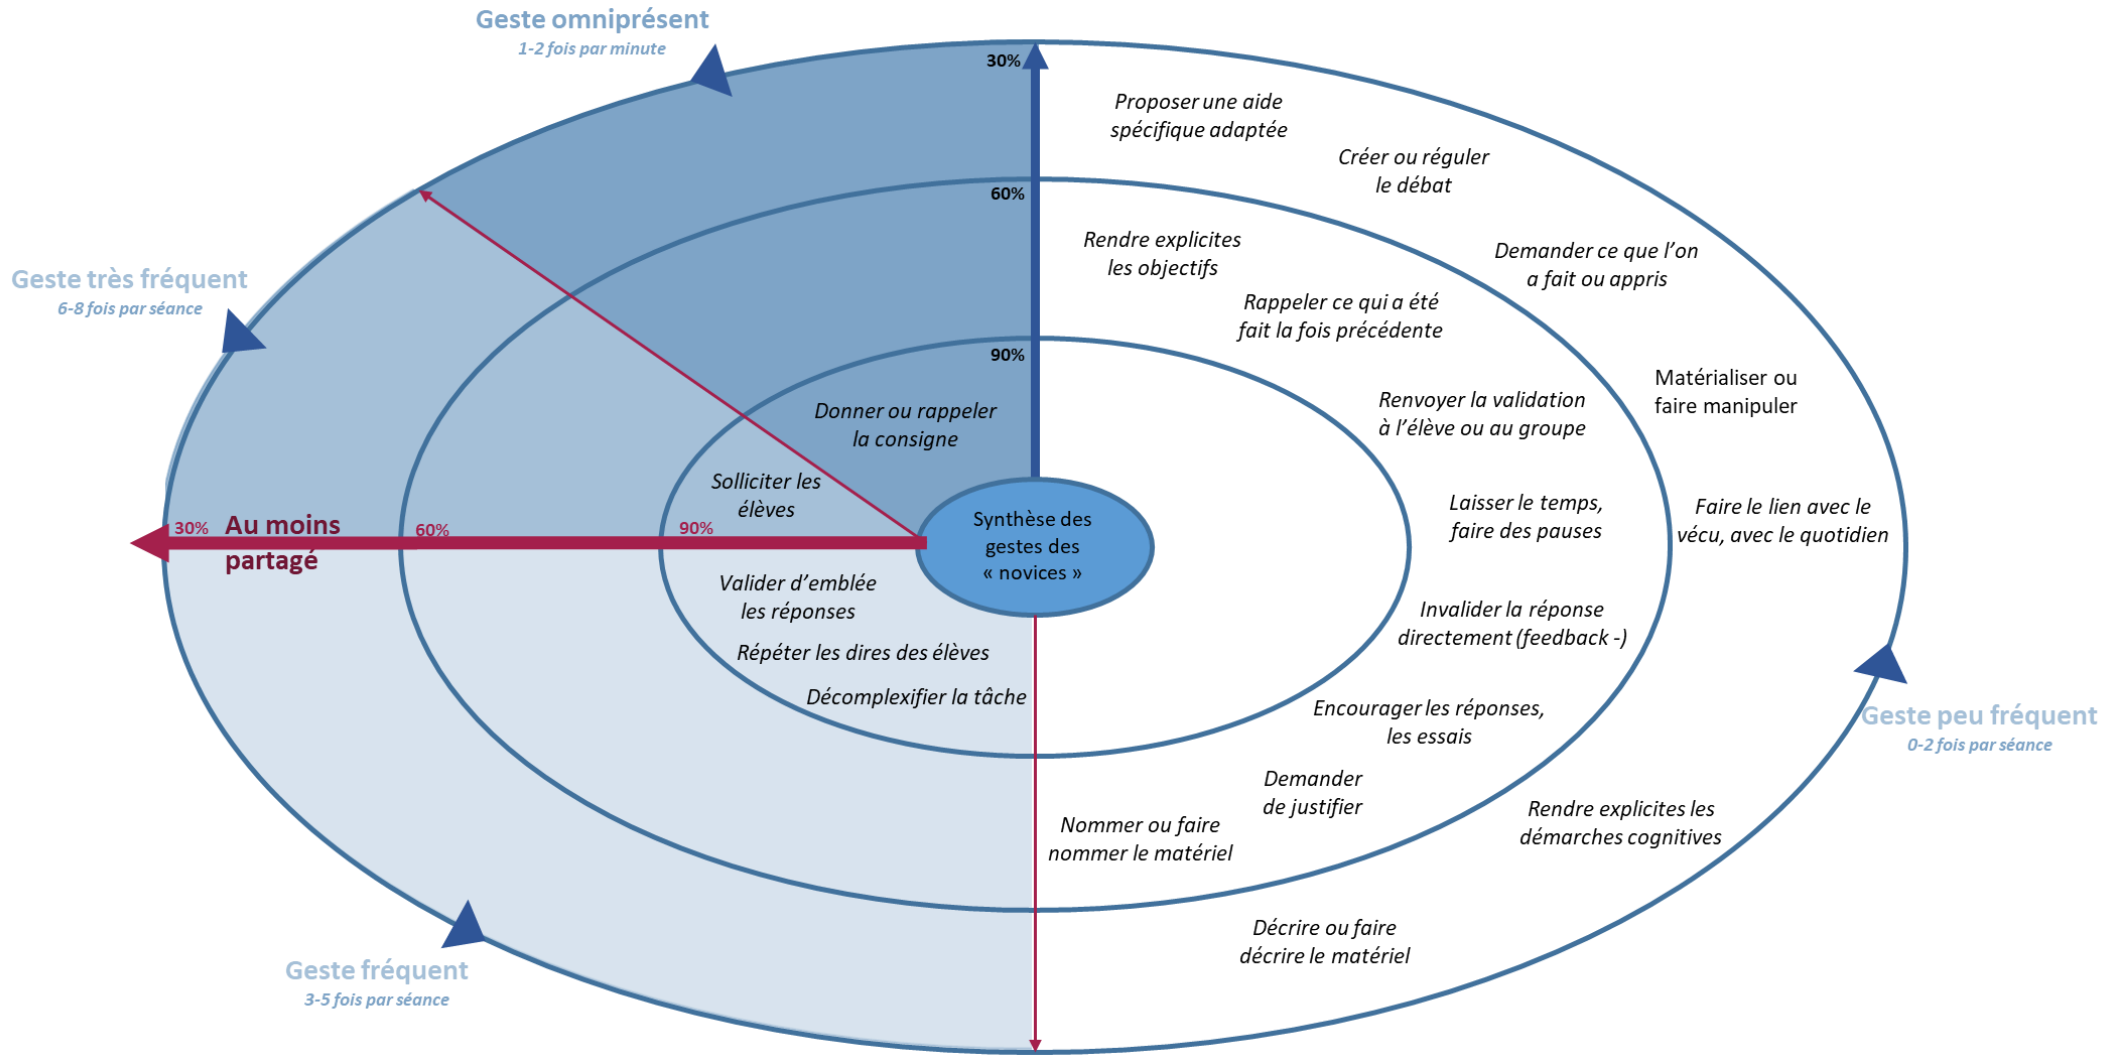 Geste omniprésent
1-2 fois par minute
30%
Proposer une aide
spécifique adaptée
Créer ou réguler
le débat
60%
Rendre explicites
les objectifs
Demander ce que l’on
a fait ou appris
Geste très fréquent
6-8 fois par séance
Rappeler ce qui a été
fait la fois précédente
90%
Matérialiser ou
faire manipuler
Donner ou rappeler
la consigne
Renvoyer la validation
à l’élève ou au groupe
Solliciter les
élèves
30%
Au moins
partagé
60%
90%
Synthèse des
gestes des
« novices »
Laisser le temps,
faire des pauses
Faire le lien avec le
vécu, avec le quotidien
Valider d’emblée
les réponses
Invalider la réponse
directement (feedback -)
Répéter les dires des élèves
Décomplexifier la tâche
Encourager les réponses,
les essais
Geste peu fréquent
0-2 fois par séance
Demander
de justifier
Nommer ou faire
nommer le matériel
Rendre explicites les
démarches cognitives
Décrire ou faire
décrire le matériel
Geste fréquent
3-5 fois par séance